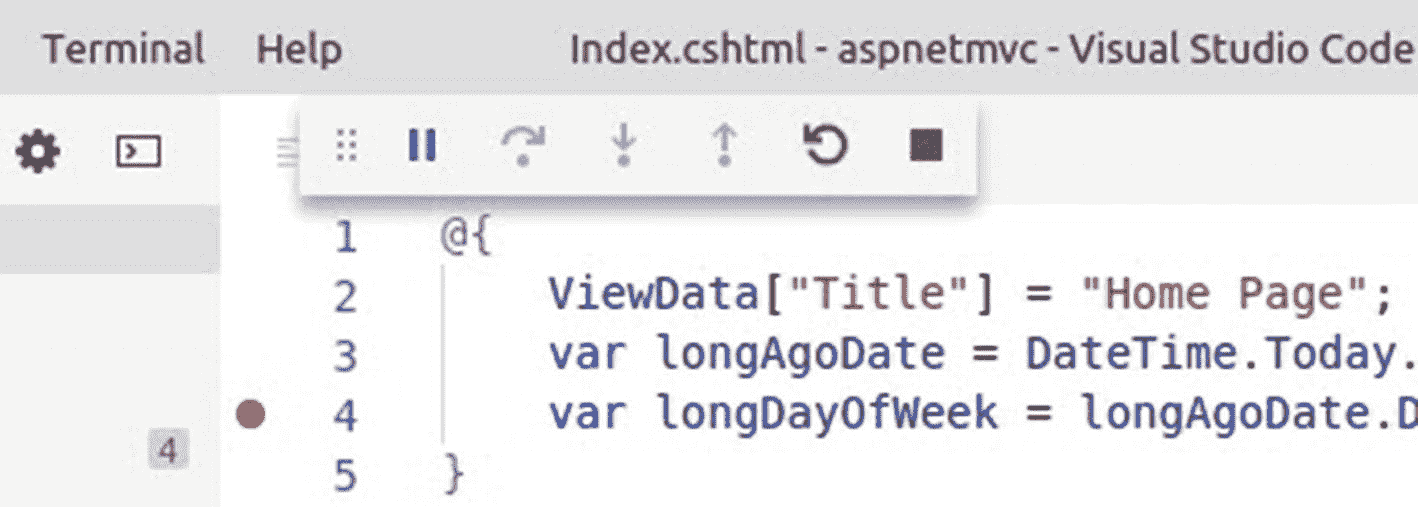 Terminal Help Index.cshtml - aspnetmvc - Visual Studio Code
1 @{
2 ViewData["Title"] = "Home Page";
3 var longAgoDate = DateTime.Today.
4 var longDayOfWeek = longAgoDate.D
4
5 }